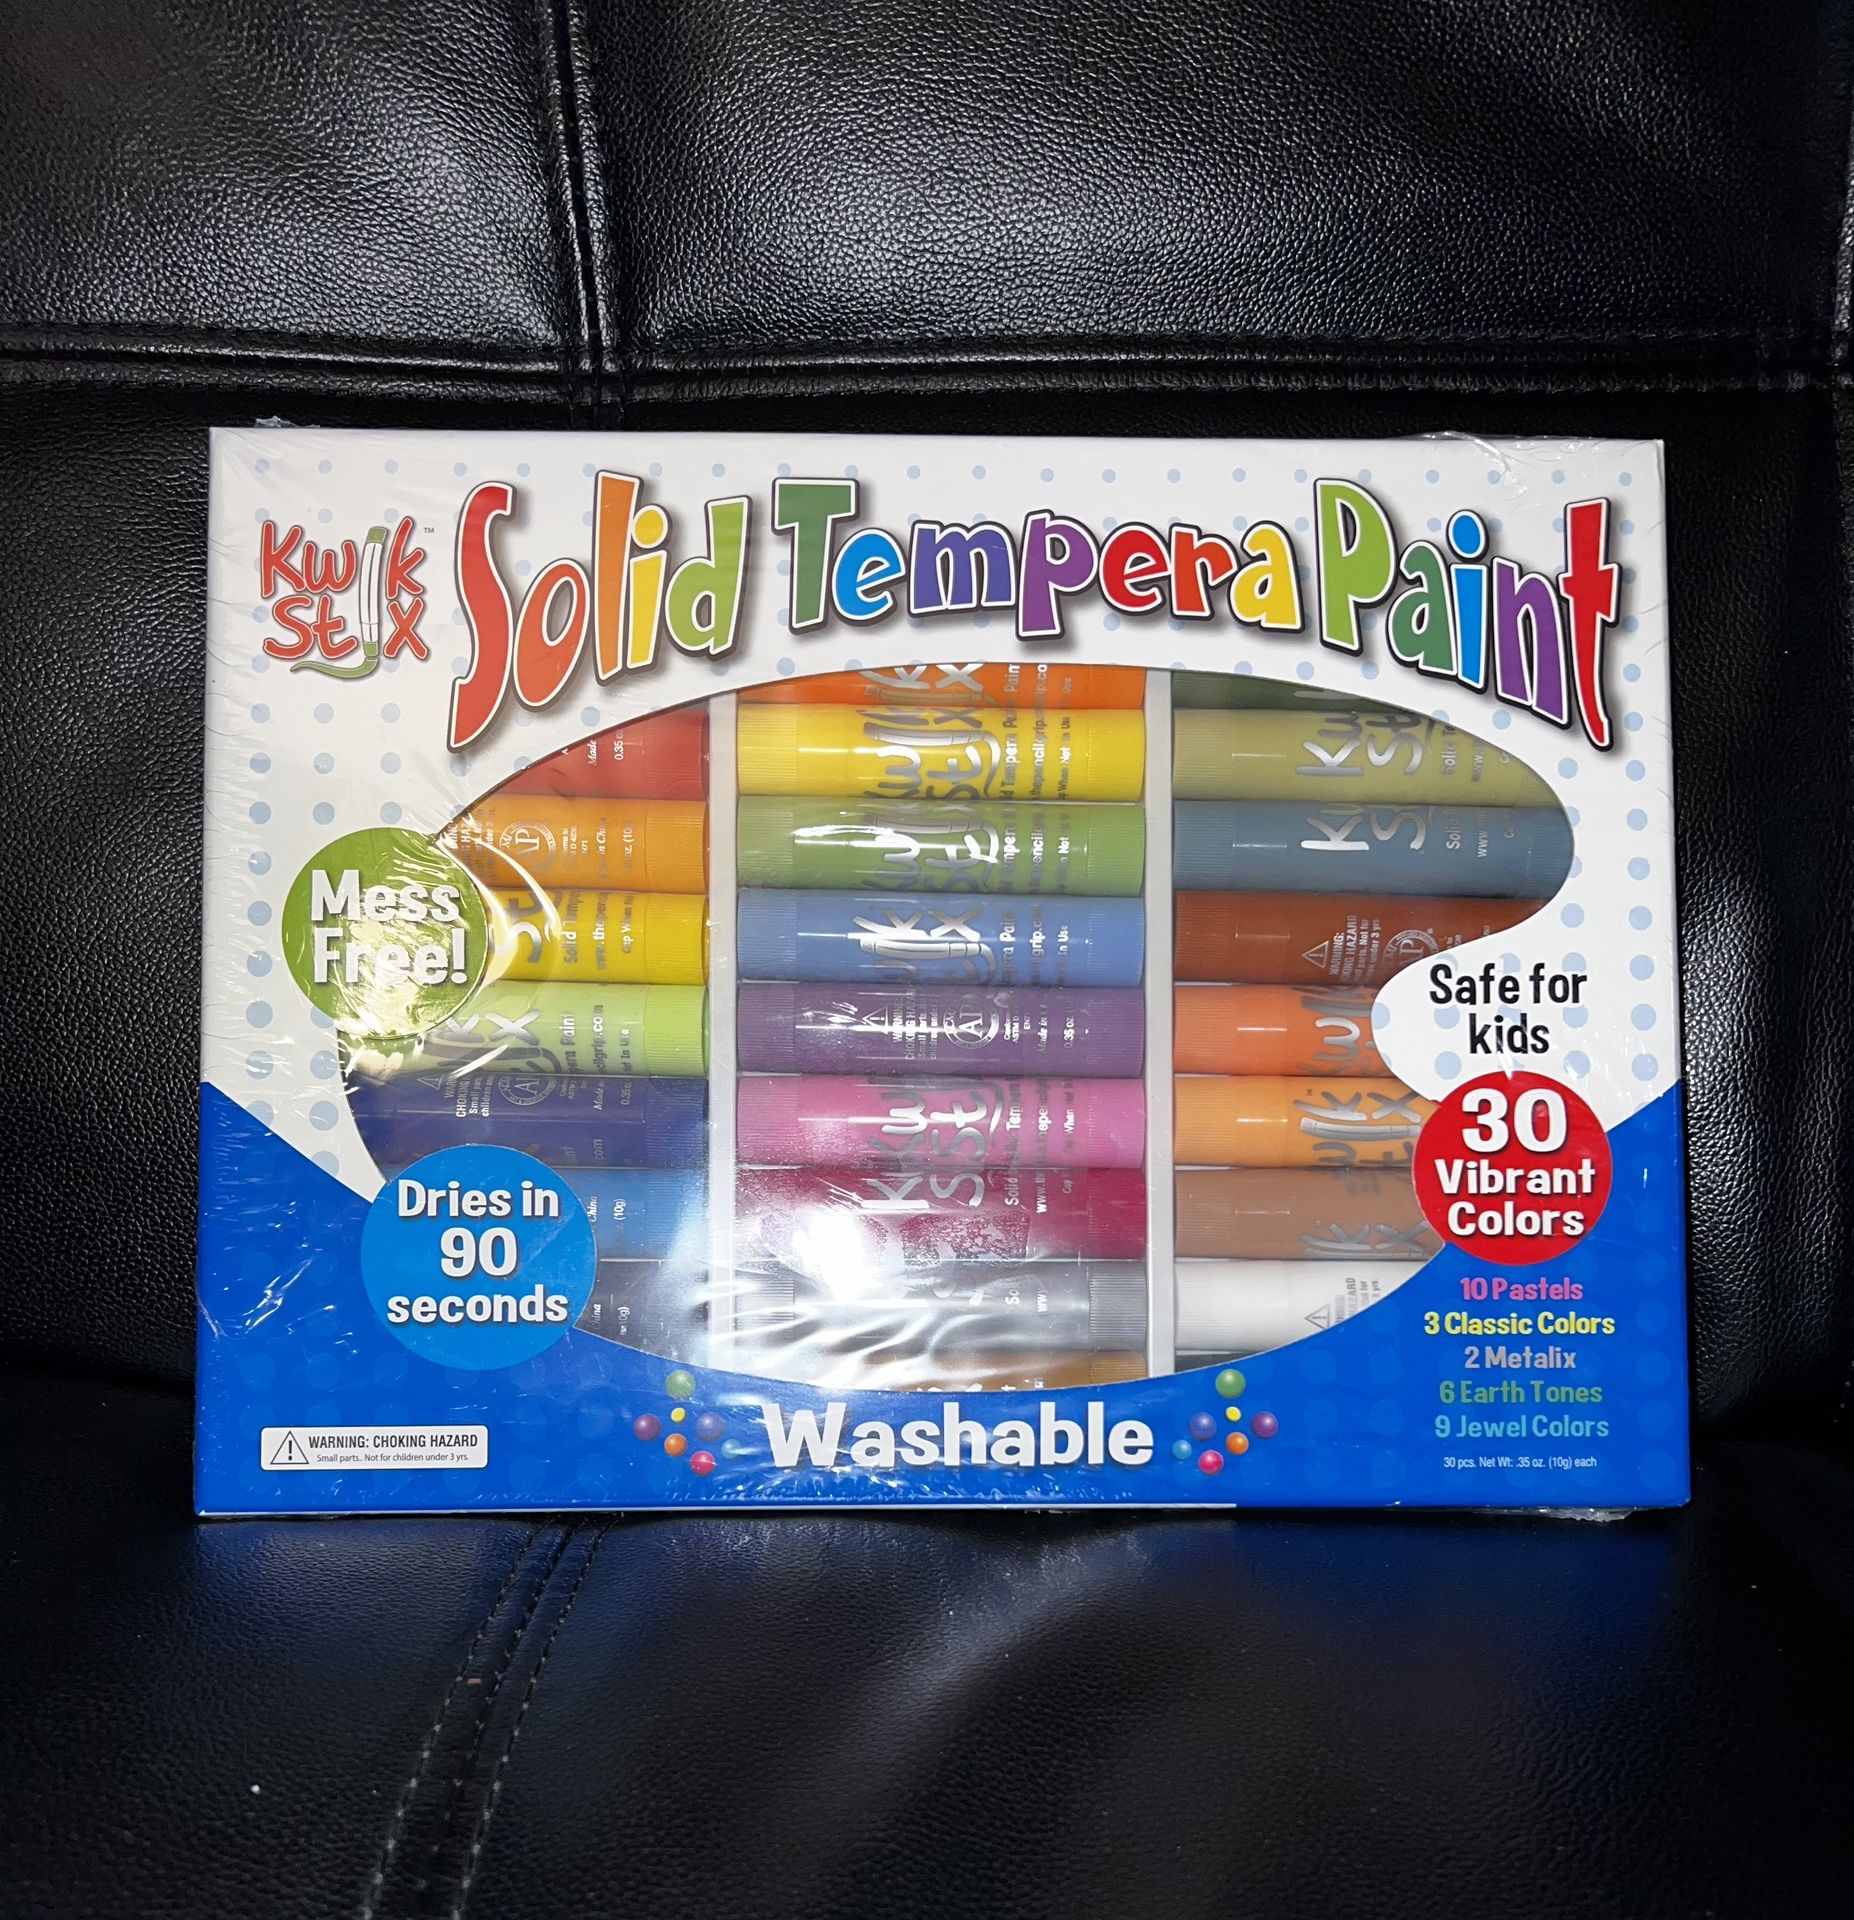 Kwik Stix™
Solid Tempera Paint
Mess
Free!
Safe for
kids
30
Vibrant
Colors
Dries in
90
seconds
10 Pastels
3 Classic Colors
2 Metalix
6 Earth Tones
9 Jewel Colors
30 pcs. Net Wt: .35 oz. (10g) each
Washable
WARNING: CHOKING HAZARD
Small parts.. Not for children under 3 yrs.